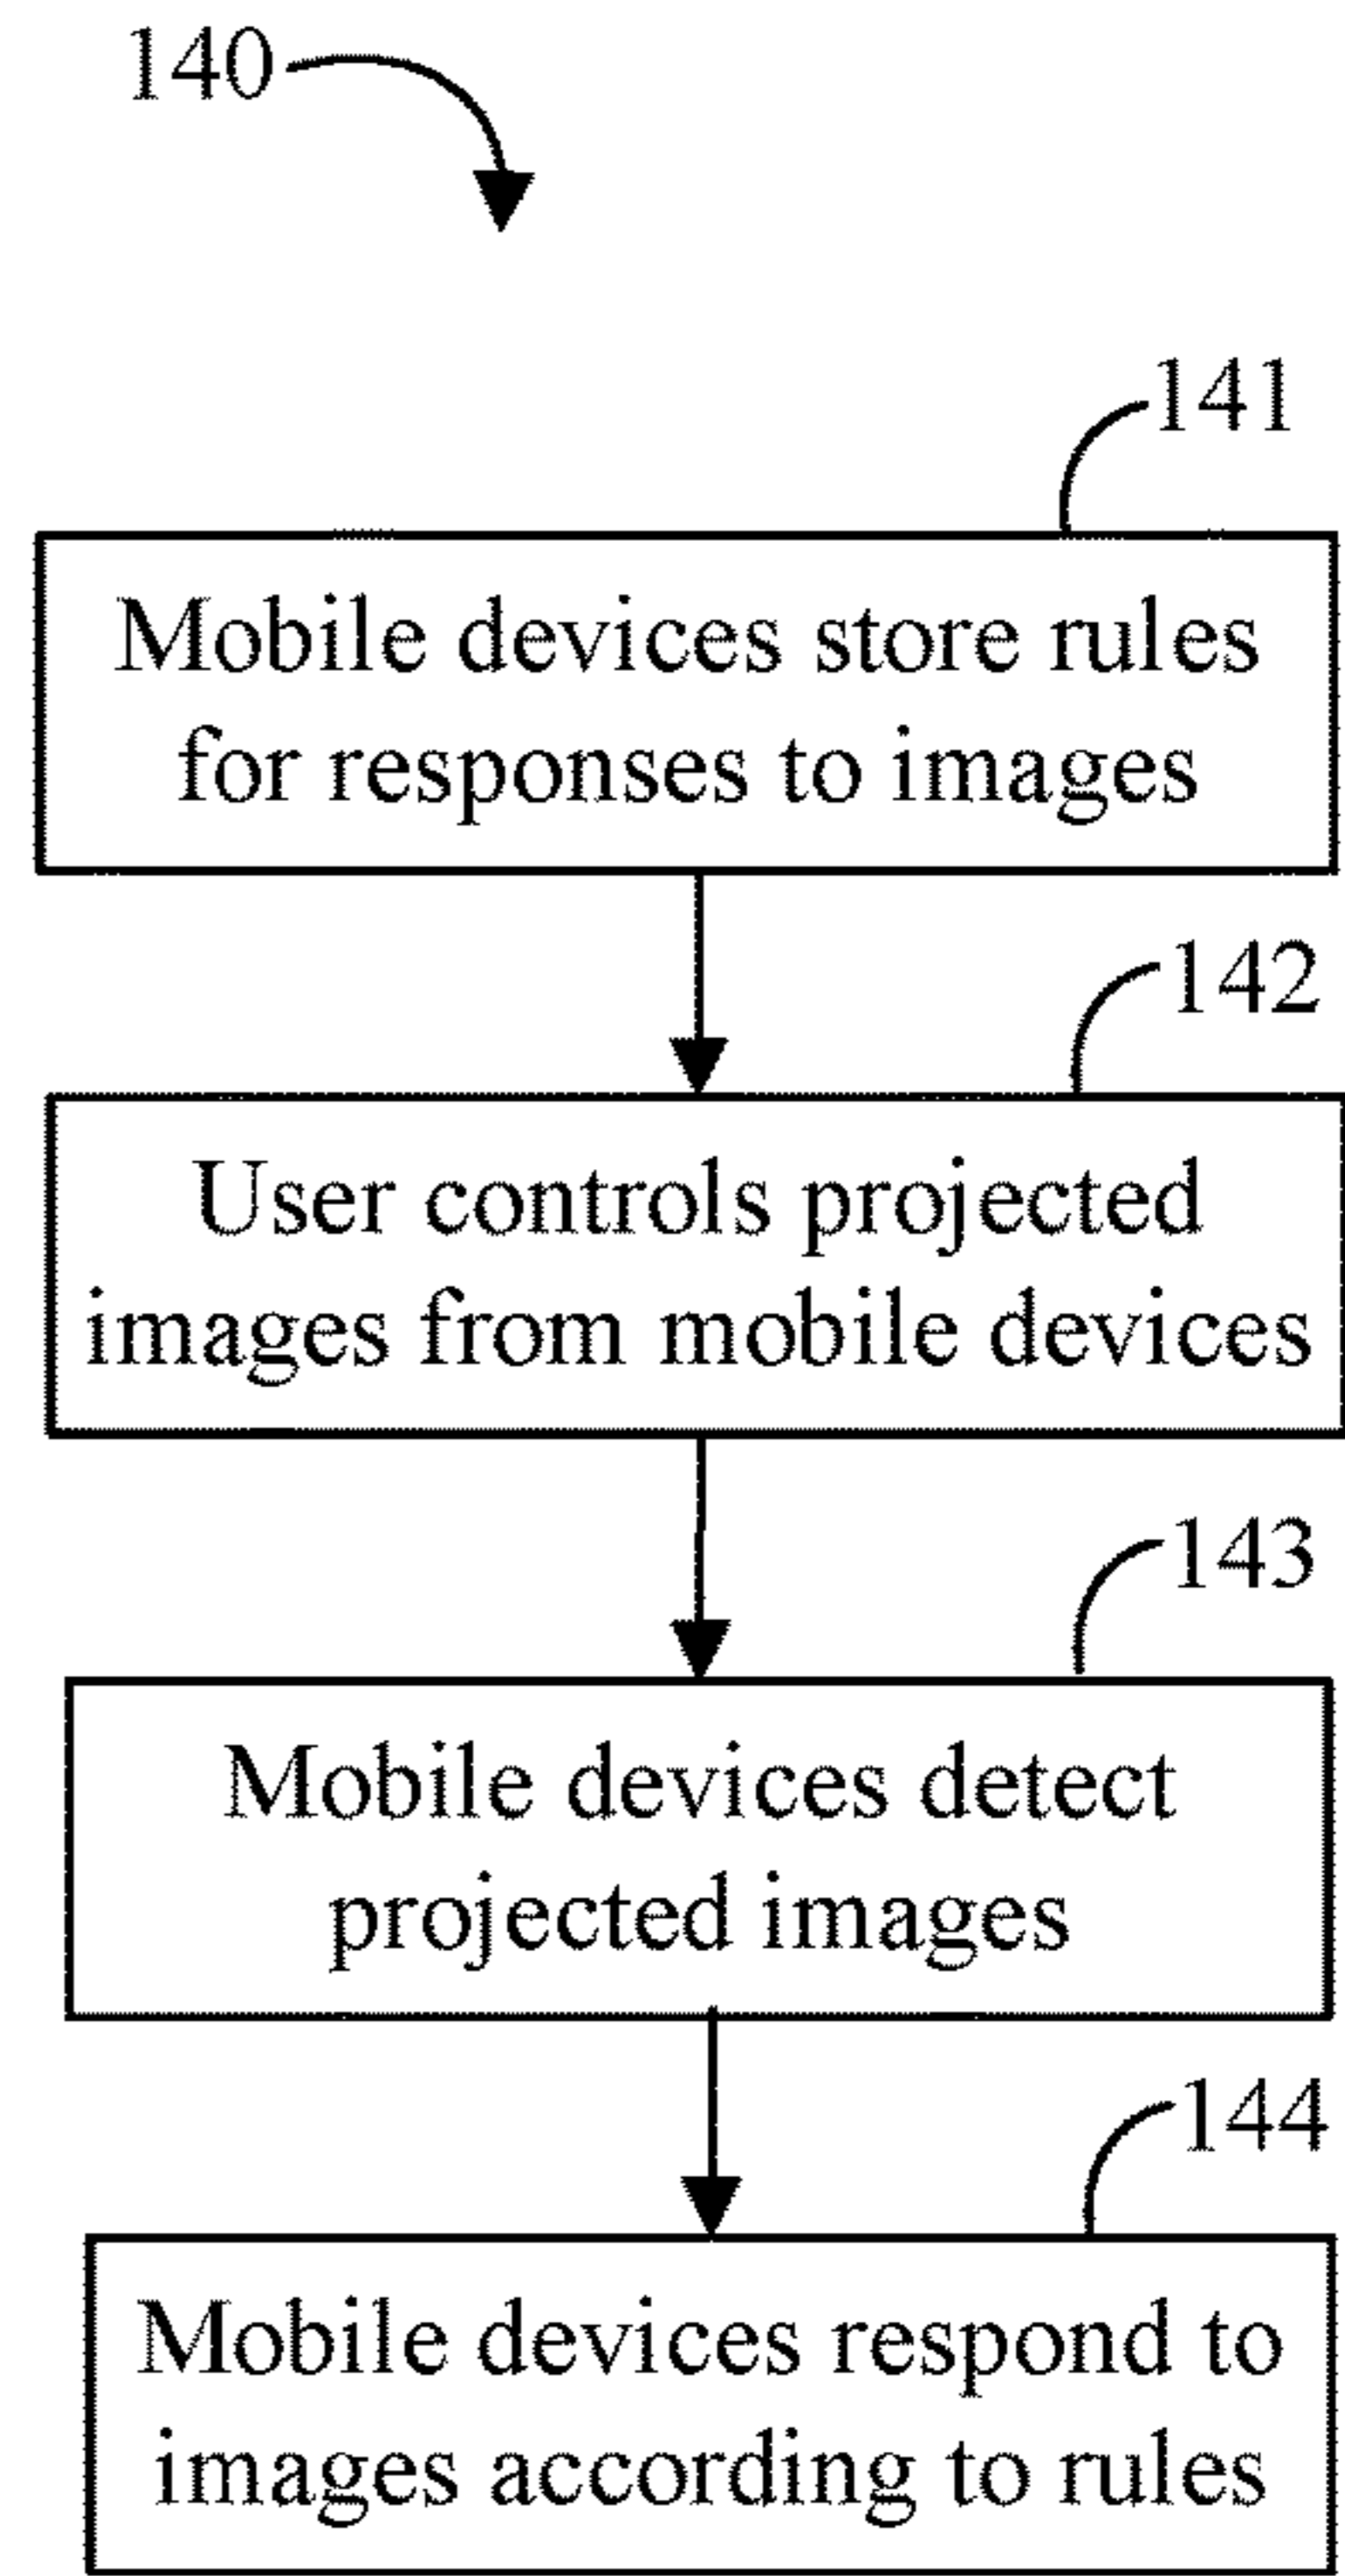 140
141
Mobile devices store rules
for responses to images
142
User controls projected
images from mobile devices
143
Mobile devices detect
projected images
144
Mobile devices respond to
images according to rules